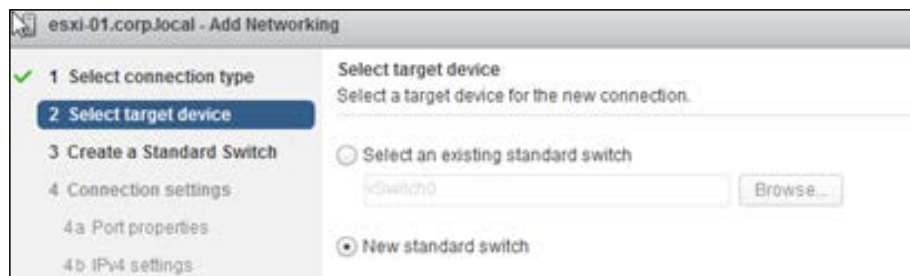 esxi-01.corp.local - Add Networking
1 Select connection type
2 Select target device
3 Create a Standard Switch
4 Connection settings
4a Port properties
4b IPv4 settings
Select target device
Select a target device for the new connection.
Select an existing standard switch
vSwitch0
Browse...
New standard switch